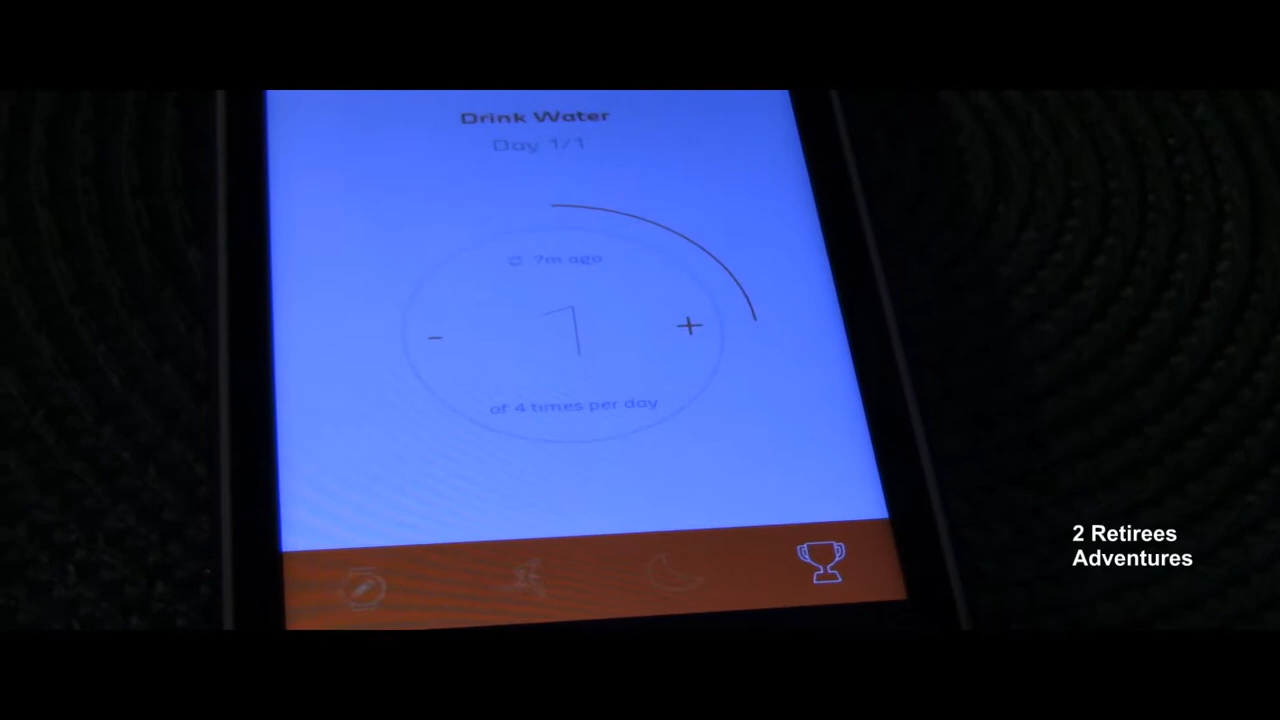 Drink Water
Day 1/1
7m ago
- 1 +
of 4 times per day
2 Retirees
Adventures